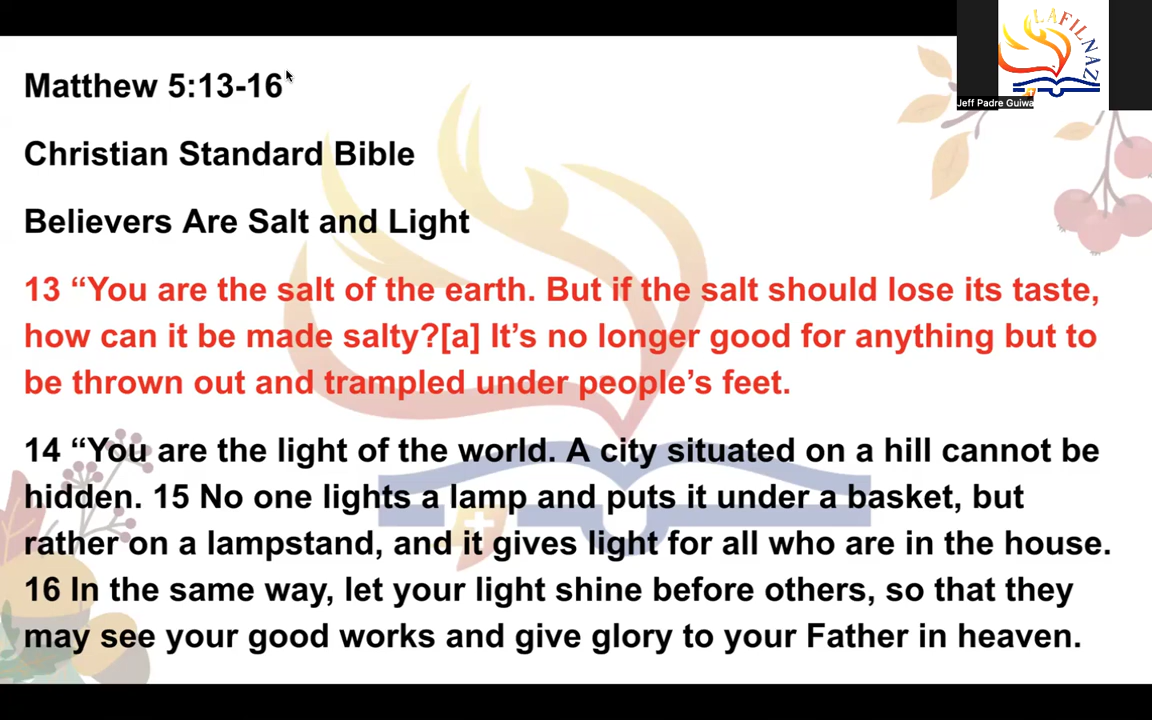 Matthew 5:13-16
Christian Standard Bible
Believers Are Salt and Light
13 “You are the salt of the earth. But if the salt should lose its taste,
how can it be made salty?[a] It’s no longer good for anything but to
be thrown out and trampled under people’s feet.
14 “You are the light of the world. A city situated on a hill cannot be
hidden. 15 No one lights a lamp and puts it under a basket, but
rather on a lampstand, and it gives light for all who are in the house.
16 In the same way, let your light shine before others, so that they
may see your good works and give glory to your Father in heaven.
LAFILNAZ
Jeff Padre Guiwa